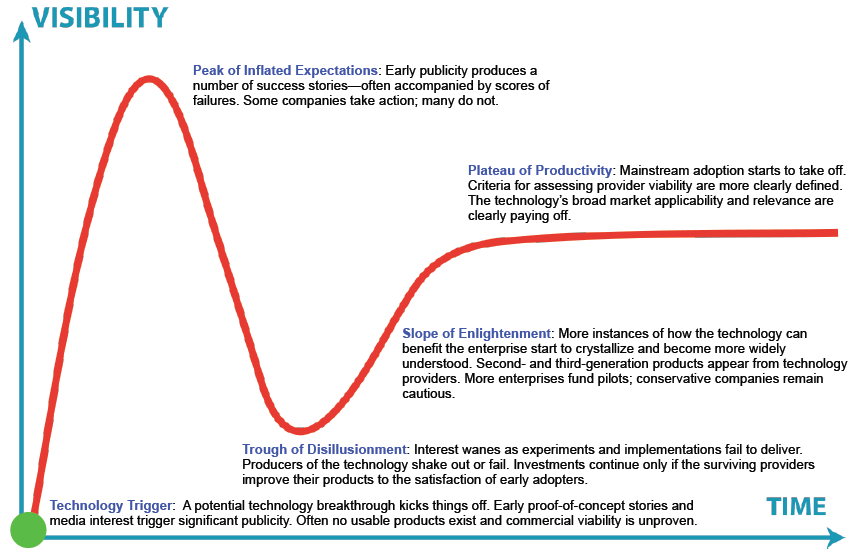 VISIBILITY
Peak of Inflated Expectations: Early publicity produces a
number of success stories—often accompanied by scores of
failures. Some companies take action; many do not.
Plateau of Productivity: Mainstream adoption starts to take off.
Criteria for assessing provider viability are more clearly defined.
The technology’s broad market applicability and relevance are
clearly paying off.
Slope of Enlightenment: More instances of how the technology can
benefit the enterprise start to crystallize and become more widely
understood. Second- and third-generation products appear from technology
providers. More enterprises fund pilots; conservative companies remain
cautious.
Trough of Disillusionment: Interest wanes as experiments and implementations fail to deliver.
Producers of the technology shake out or fail. Investments continue only if the surviving providers
improve their products to the satisfaction of early adopters.
Technology Trigger: A potential technology breakthrough kicks things off. Early proof-of-concept stories and
media interest trigger significant publicity. Often no usable products exist and commercial viability is unproven.
TIME